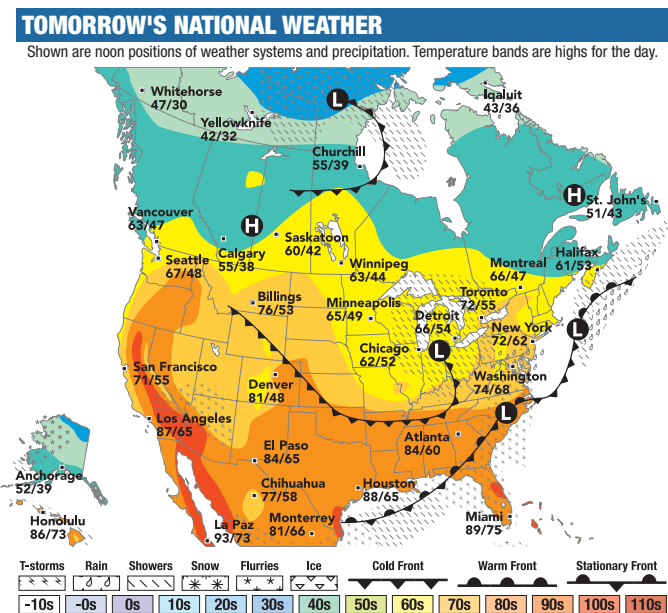 TOMORROW'S NATIONAL WEATHER
Shown are noon positions of weather systems and precipitation. Temperature bands are highs for the day.
Whitehorse
47/30
L
Iqaluit
43/36
Yellowknife
42/32
Churchill
55/39
H
St. John's
51/43
Vancouver
63/47
H
Calgary
55/38
Saskatoon
60/42
Seattle
67/48
Winnipeg
63/44
Montreal
66/47
Halifax
61/53
Billings
76/53
Minneapolis
65/49
Toronto
72/55
Detroit
66/54
New York
72/62
L
Chicago
62/52
L
San Francisco
71/55
Denver
81/48
Washington
74/68
Los Angeles
87/65
L
El Paso
84/65
Atlanta
84/60
Anchorage
52/39
Chihuahua
77/58
Houston
88/65
Honolulu
86/73
La Paz
93/73
Monterrey
81/66
Miami
89/75
T-storms Rain Showers Snow Flurries Ice Cold Front Warm Front Stationary Front
-10s -0s 0s 10s 20s 30s 40s 50s 60s 70s 80s 90s 100s 110s